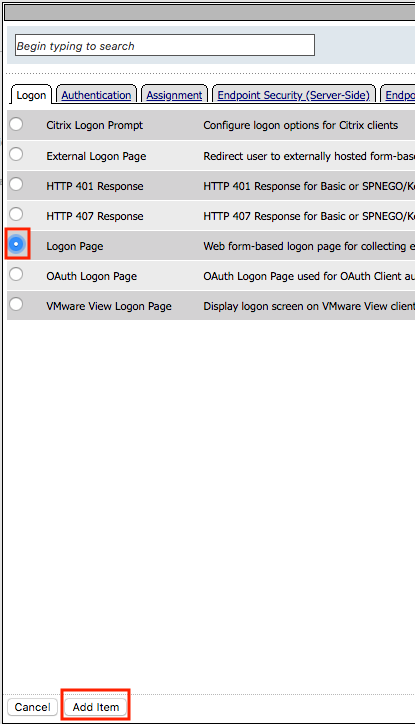 Begin typing to search
Logon Authentication Assignment Endpoint Security (Server-Side) Endpo
Citrix Logon Prompt Configure logon options for Citrix clients
External Logon Page Redirect user to externally hosted form-bas
HTTP 401 Response HTTP 401 Response for Basic or SPNEGO/Ke
HTTP 407 Response HTTP 407 Response for Basic or SPNEGO/Ke
Logon Page Web form-based logon page for collecting e
OAuth Logon Page OAuth Logon Page used for OAuth Client au
VMware View Logon Page Display logon screen on VMware View client
Cancel Add Item